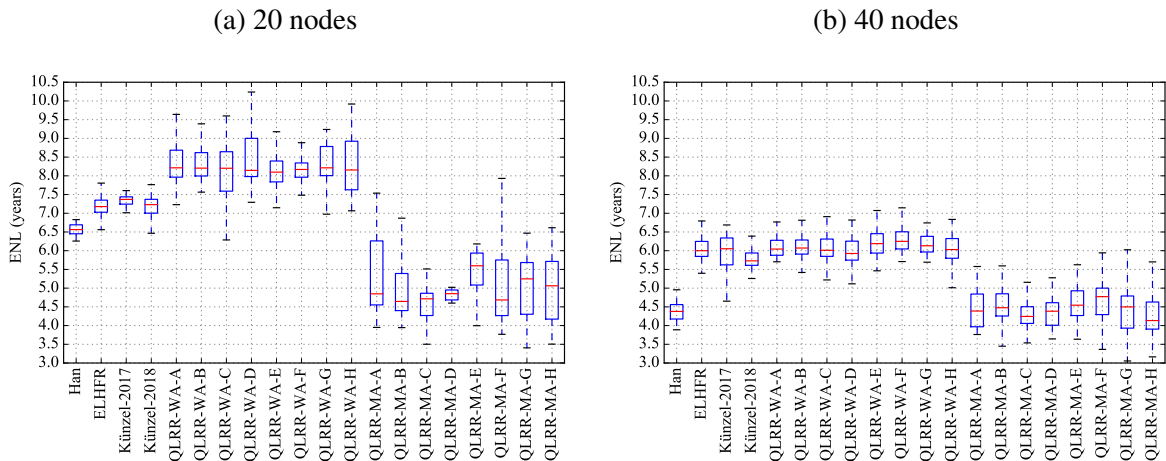 (a) 20 nodes
10.5
10.0
9.5
9.0
8.5
8.0
7.5
7.0
6.5
6.0
5.5
5.0
4.5
4.0
3.5
3.0
ENL (years)
Han
ELHFR
Künzel-2017
Künzel-2018
QLRR-WA-A
QLRR-WA-B
QLRR-WA-C
QLRR-WA-D
QLRR-WA-E
QLRR-WA-F
QLRR-WA-G
QLRR-WA-H
QLRR-MA-A
QLRR-MA-B
QLRR-MA-C
QLRR-MA-D
QLRR-MA-E
QLRR-MA-F
QLRR-MA-G
QLRR-MA-H
(b) 40 nodes
10.5
10.0
9.5
9.0
8.5
8.0
7.5
7.0
6.5
6.0
5.5
5.0
4.5
4.0
3.5
3.0
ENL (years)
Han
ELHFR
Künzel-2017
Künzel-2018
QLRR-WA-A
QLRR-WA-B
QLRR-WA-C
QLRR-WA-D
QLRR-WA-E
QLRR-WA-F
QLRR-WA-G
QLRR-WA-H
QLRR-MA-A
QLRR-MA-B
QLRR-MA-C
QLRR-MA-D
QLRR-MA-E
QLRR-MA-F
QLRR-MA-G
QLRR-MA-H